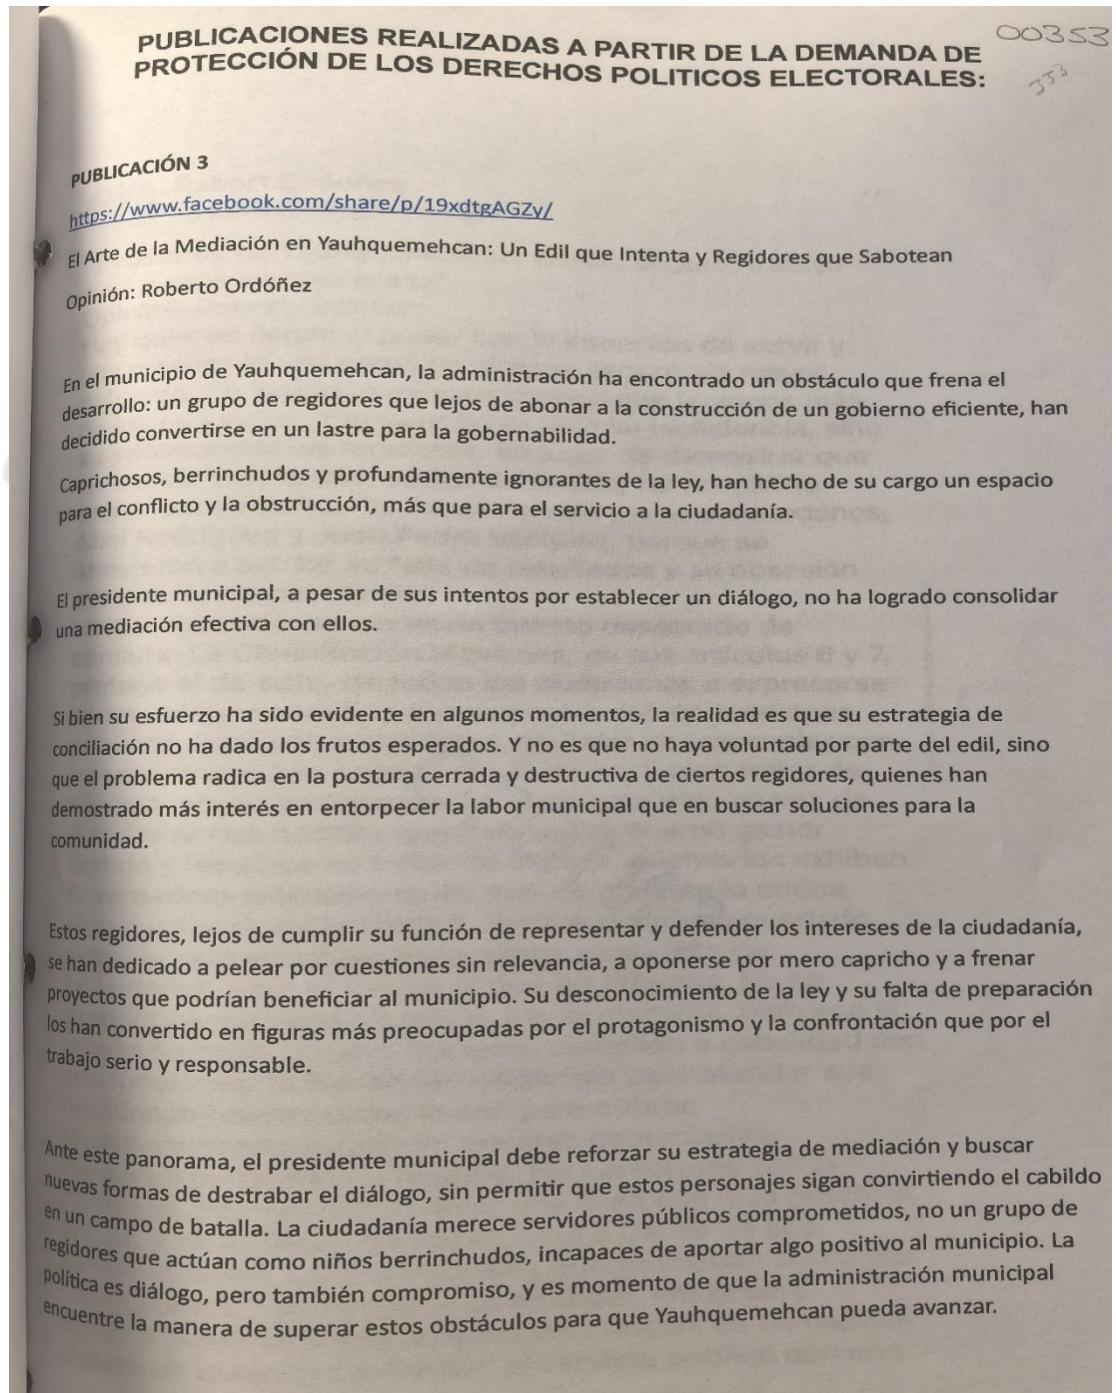 00353
PUBLICACIONES REALIZADAS A PARTIR DE LA DEMANDA DE
PROTECCIÓN DE LOS DERECHOS POLITICOS ELECTORALES:
353
PUBLICACIÓN 3
https://www.facebook.com/share/p/19xdtgAGZy/
El Arte de la Mediación en Yauhquemehcan: Un Edil que Intenta y Regidores que Sabotean
Opinión: Roberto Ordóñez
En el municipio de Yauhquemehcan, la administración ha encontrado un obstáculo que frena el
desarrollo: un grupo de regidores que lejos de abonar a la construcción de un gobierno eficiente, han
decidido convertirse en un lastre para la gobernabilidad.
Caprichosos, berrinchudos y profundamente ignorantes de la ley, han hecho de su cargo un espacio
para el conflicto y la obstrucción, más que para el servicio a la ciudadanía.
El presidente municipal, a pesar de sus intentos por establecer un diálogo, no ha logrado consolidar
una mediación efectiva con ellos.
Si bien su esfuerzo ha sido evidente en algunos momentos, la realidad es que su estrategia de
conciliación no ha dado los frutos esperados. Y no es que no haya voluntad por parte del edil, sino
que el problema radica en la postura cerrada y destructiva de ciertos regidores, quienes han
demostrado más interés en entorpecer la labor municipal que en buscar soluciones para la
comunidad.
Estos regidores, lejos de cumplir su función de representar y defender los intereses de la ciudadanía,
se han dedicado a pelear por cuestiones sin relevancia, a oponerse por mero capricho y a frenar
proyectos que podrían beneficiar al municipio. Su desconocimiento de la ley y su falta de preparación
los han convertido en figuras más preocupadas por el protagonismo y la confrontación que por el
trabajo serio y responsable.
Ante este panorama, el presidente municipal debe reforzar su estrategia de mediación y buscar
nuevas formas de destrabar el diálogo, sin permitir que estos personajes sigan convirtiendo el cabildo
en un campo de batalla. La ciudadanía merece servidores públicos comprometidos, no un grupo de
regidores que actúan como niños berrinchudos, incapaces de aportar algo positivo al municipio. La
política es diálogo, pero también compromiso, y es momento de que la administración municipal
encuentre la manera de superar estos obstáculos para que Yauhquemehcan pueda avanzar.